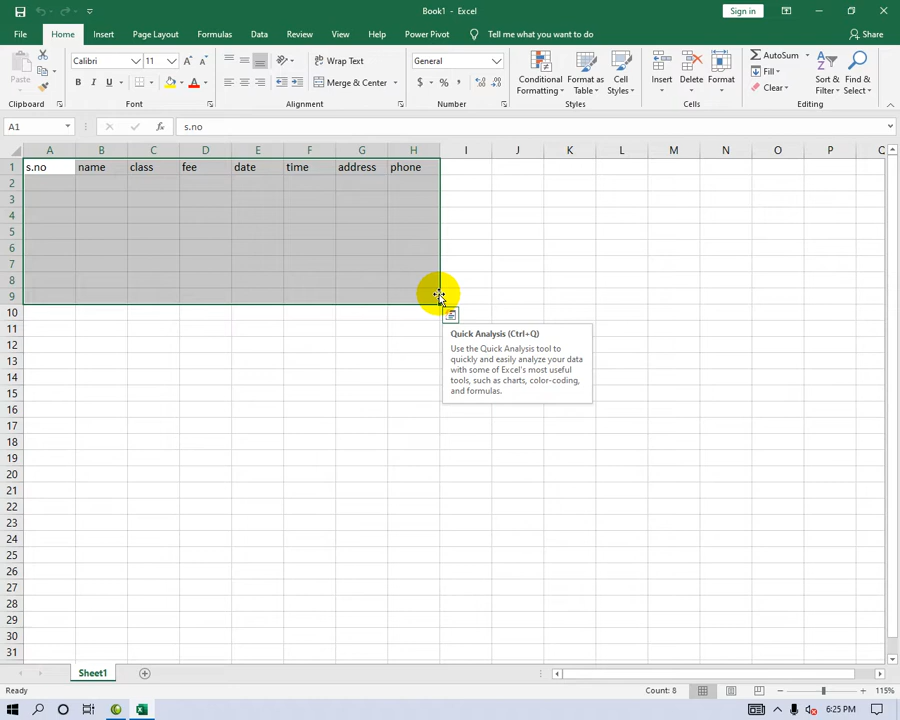 Book1 - Excel
Sign in
File Home Insert Page Layout Formulas Data Review View Help Power Pivot Tell me what you want to do Share
Paste
Calibri 11
Wrap Text
General
AutoSum
Fill
Clear
B I U
Merge & Center
$ % ,
Conditional Formatting
Format as Table
Cell Styles
Insert Delete Format
Sort & Filter
Find & Select
Clipboard Font Alignment Number Styles Cells Editing
A1 fx s.no
A B C D E F G H I J K L M N O P
1 s.no name class fee date time address phone
2
3
4
5
6
7
8
9
10
11
12
13
14
15
16
17
18
19
20
21
22
23
24
25
26
27
28
29
30
31
Quick Analysis (Ctrl+Q)
Use the Quick Analysis tool to
quickly and easily analyze your data
with some of Excel's most useful
tools, such as charts, color-coding,
and formulas.
Sheet1
Ready Count: 8 115%
6:25 PM